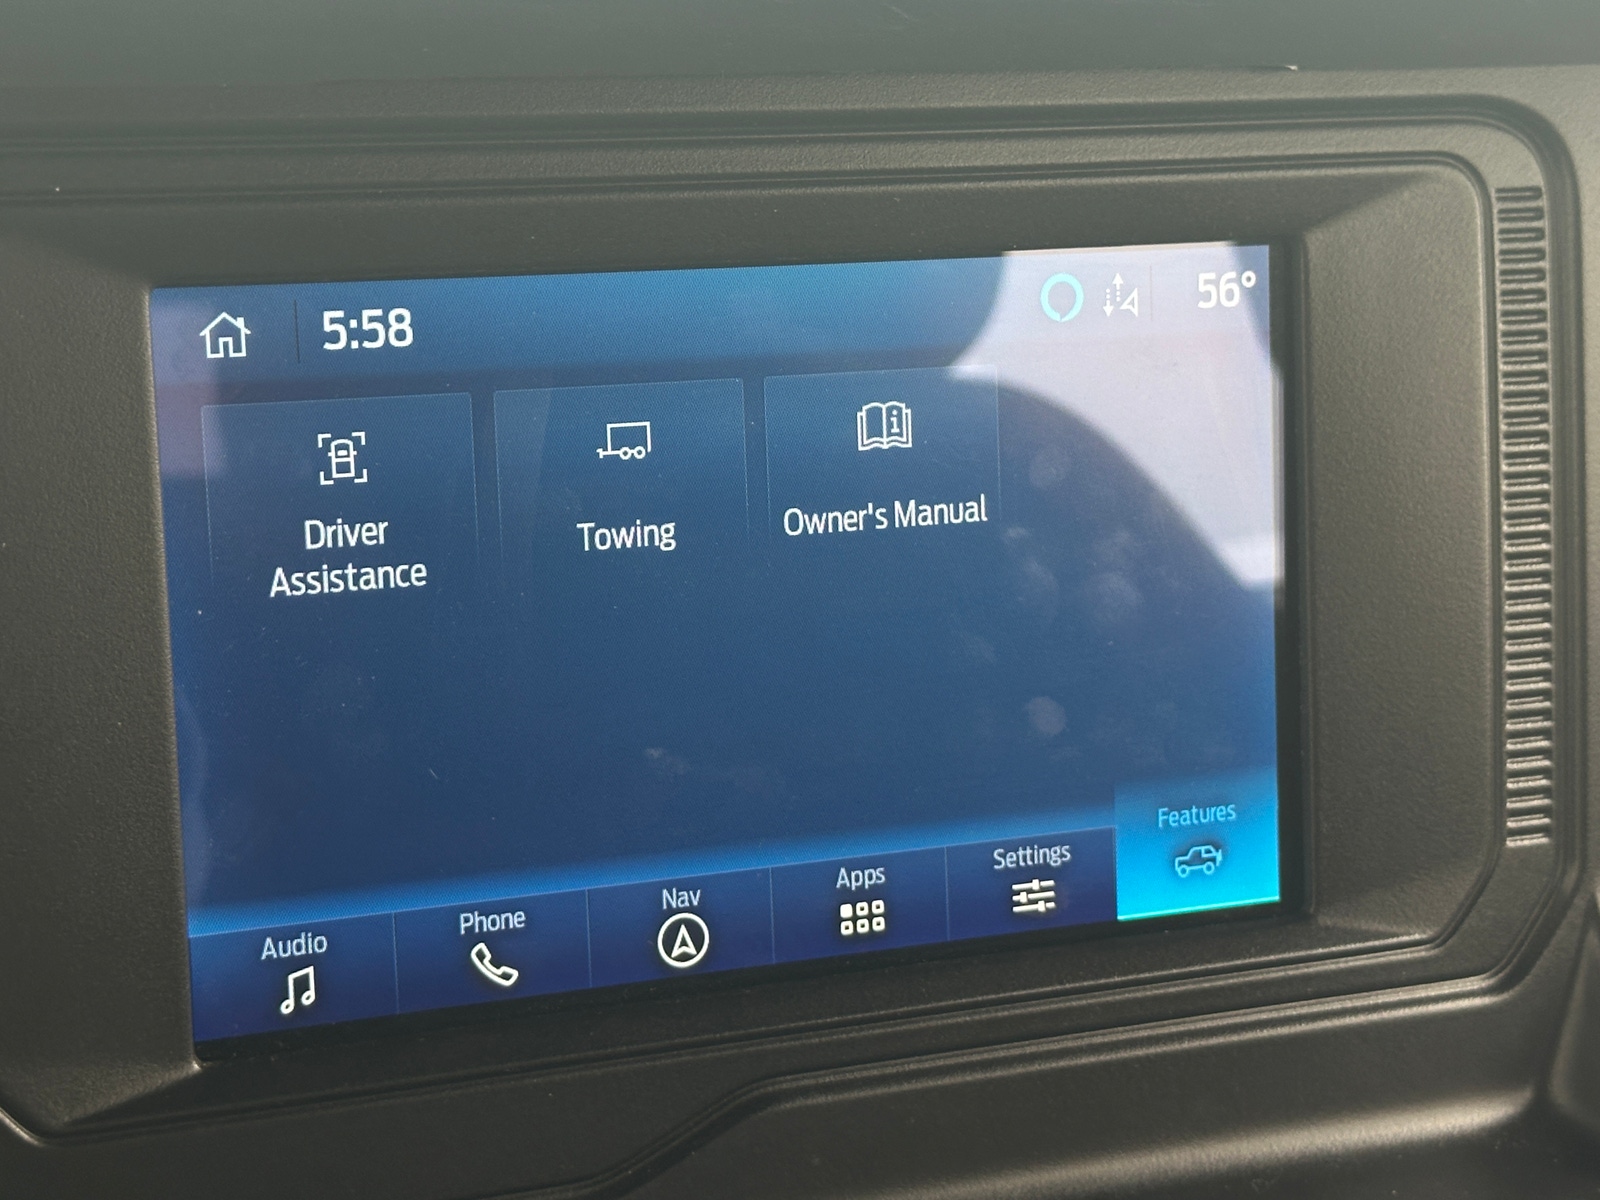 5:58
56°
Driver
Assistance
Towing
Owner's Manual
Audio
Phone
Nav
Apps
Settings
Features